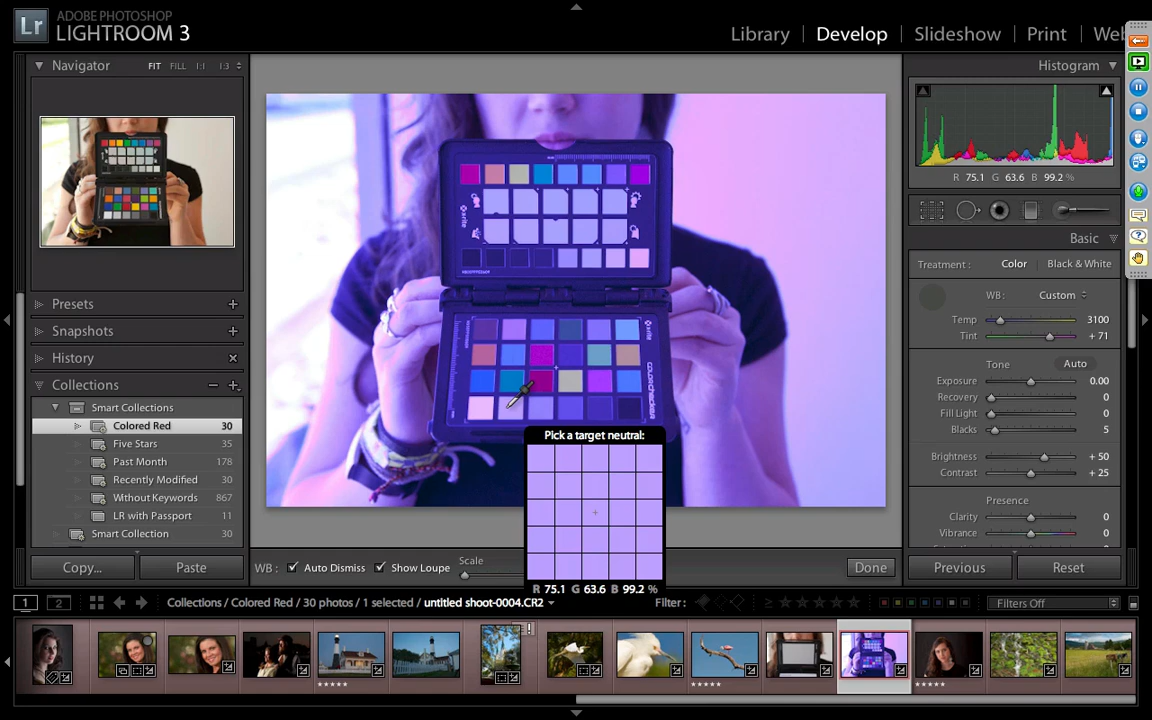 Lr
ADOBE PHOTOSHOP
LIGHTROOM 3
Library | Develop | Slideshow | Print | Web
Navigator FIT FILL 1:1 1:3
Histogram
R 75.1 G 63.6 B 99.2 %
Basic
Treatment : Color Black & White
WB: Custom
Temp 3100
Tint + 71
Tone Auto
Exposure 0.00
Recovery 0
Fill Light 0
Blacks 5
Brightness + 50
Contrast + 25
Presence
Clarity 0
Vibrance 0
Previous Reset
Presets
Snapshots
History
Collections
Smart Collections
Colored Red 30
Five Stars 35
Past Month 178
Recently Modified 30
Without Keywords 867
LR with Passport 11
Smart Collection 30
Copy... Paste
x-rite
x-rite
colorchecker
Pick a target neutral:
R 75.1 G 63.6 B 99.2 %
WB : Auto Dismiss Show Loupe Scale Done
1 2 Collections / Colored Red / 30 photos / 1 selected / untitled shoot-0004.CR2 Filter : Filters Off